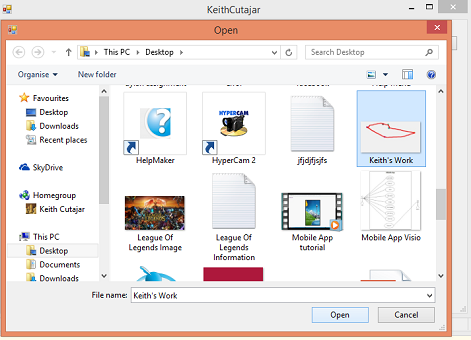 KeithCutajar
Open
This PC
Desktop
Search Desktop
Organise
New folder
Favourites
Desktop
Downloads
Recent places
SkyDrive
Homegroup
Keith Cutajar
This PC
Desktop
Documents
Downloads
HelpMaker
HYPERCAM
HyperCam 2
jfjdjfjsjfs
Keith's Work
League Of
Legends Image
League Of
Legends
Information
Mobile App
tutorial
Mobile App Visio
File name:
Keith's Work
Open
Cancel